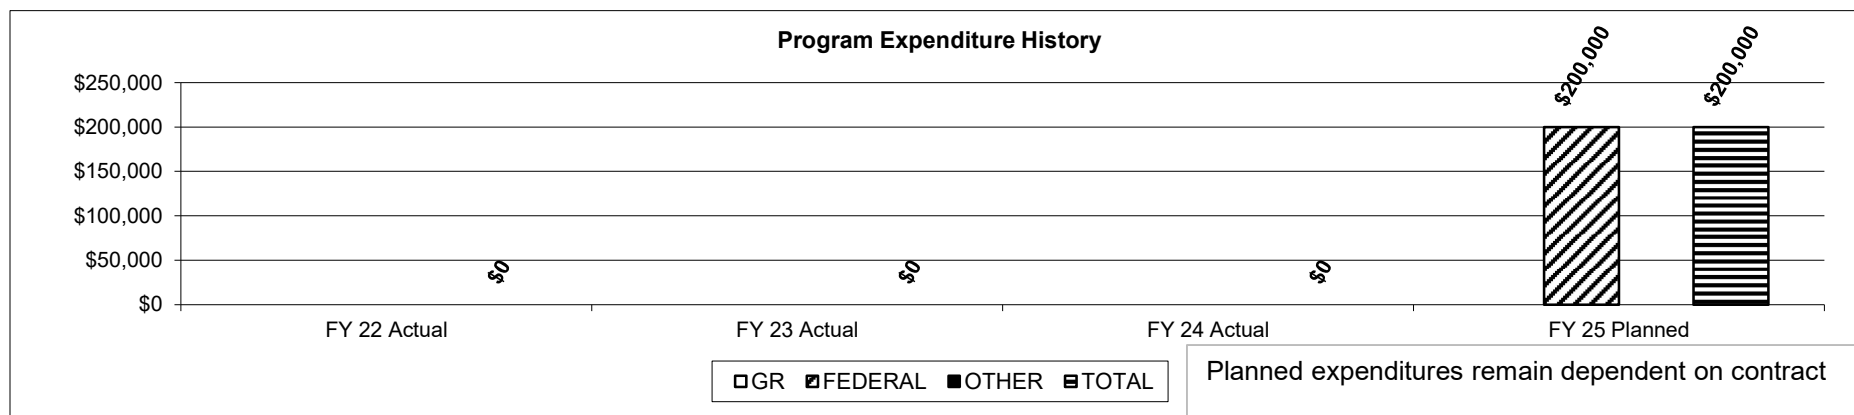 Program Expenditure History
$200,000 $200,000
$250,000
$200,000
$150,000
$100,000
$50,000
$0
$0 $0 $0
FY 22 Actual FY 23 Actual FY 24 Actual FY 25 Planned
GR FEDERAL OTHER TOTAL
Planned expenditures remain dependent on contract